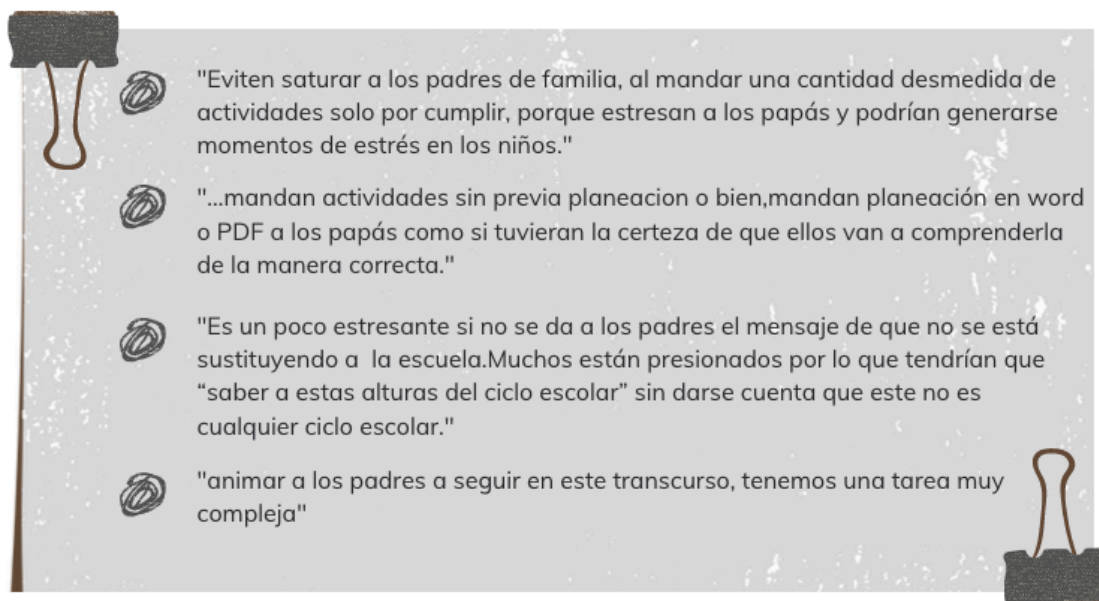 "Eviten saturar a los padres de familia, al mandar una cantidad desmedida de
actividades solo por cumplir, porque estresan a los papás y podrían generarse
momentos de estrés en los niños."
"...mandan actividades sin previa planeacion o bien,mandan planeación en word
o PDF a los papás como si tuvieran la certeza de que ellos van a comprenderla
de la manera correcta."
"Es un poco estresante si no se da a los padres el mensaje de que no se está
sustituyendo a  la escuela.Muchos están presionados por lo que tendrían que
“saber a estas alturas del ciclo escolar” sin darse cuenta que este no es
cualquier ciclo escolar."
"animar a los padres a seguir en este transcurso, tenemos una tarea muy
compleja"